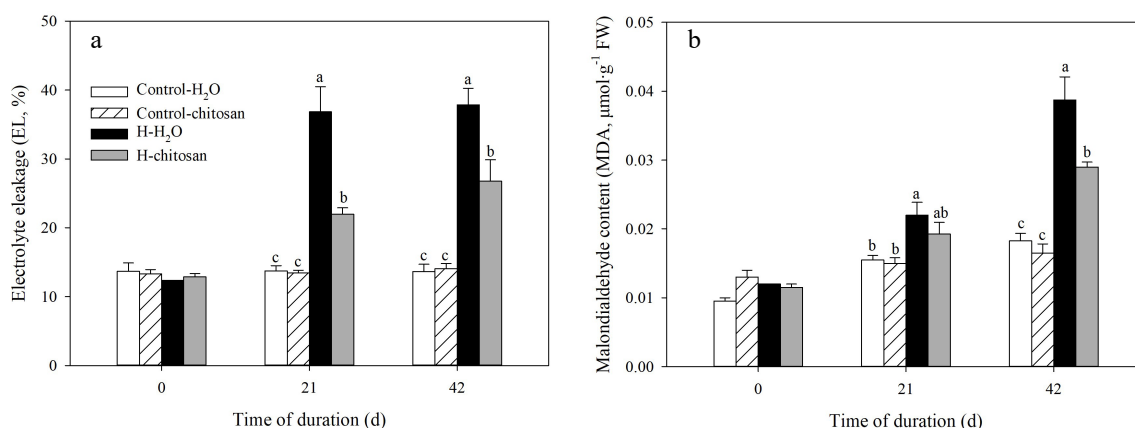 a
Electrolyte eleakage (EL, %)
50
40
30
20
10
0
Control-H₂O
Control-chitosan
H-H₂O
H-chitosan
a
b
c c
a
b
c c
0 21 42
Time of duration (d)
b
Malondialdehyde content (MDA, μmol·g⁻¹ FW)
0.05
0.04
0.03
0.02
0.01
0.00
b b
a
ab
c c
a
b
0 21 42
Time of duration (d)